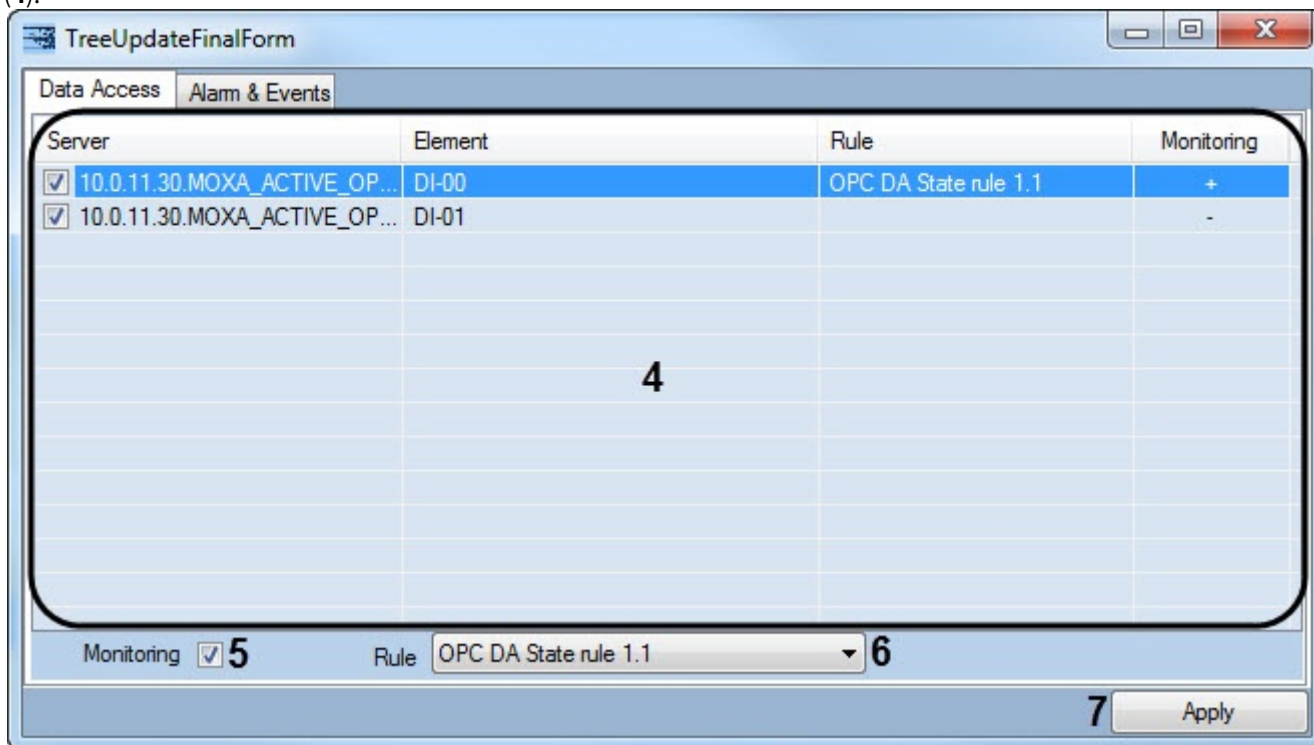 (4).
TreeUpdateFinalForm
Data Access Alarm & Events
Server Element Rule Monitoring
10.0.11.30.MOXA_ACTIVE_OP... DI-00 OPC DA State rule 1.1 +
10.0.11.30.MOXA_ACTIVE_OP... DI-01 -
4
Monitoring 5 Rule OPC DA State rule 1.1 6
7 Apply